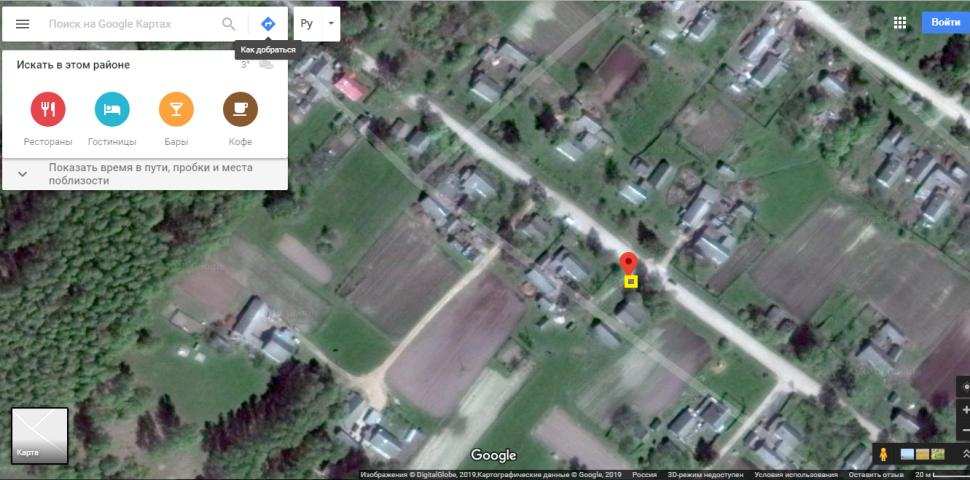 Поиск на Google Картах
Ру
Войти
Как добраться
Искать в этом районе
3°
Рестораны
Гостиницы
Бары
Кофе
Показать время в пути, пробки и места
поблизости
Карта
Google
Изображения © DigitalGlobe, 2019,Картографические данные © Google, 2019 Россия 3D-режим недоступен Условия использования Оставить отзыв 20 м